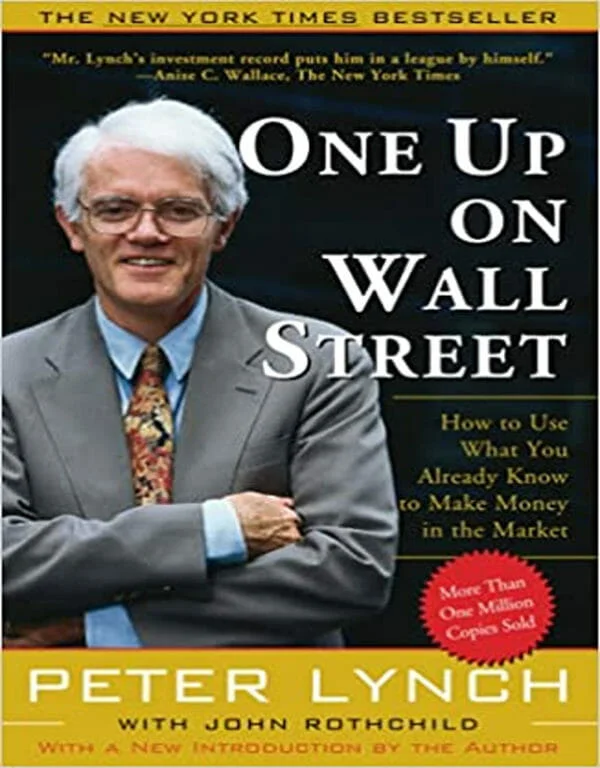 THE NEW YORK TIMES BESTSELLER
"Mr. Lynch's investment record puts him in a league by himself."
—Anise C. Wallace, The New York Times
ONE UP
ON
WALL
STREET
How to Use
What You
Already Know
to Make Money
in the Market
More Than
One Million
Copies Sold
PETER LYNCH
WITH JOHN ROTHCHILD
WITH A NEW INTRODUCTION BY THE AUTHOR